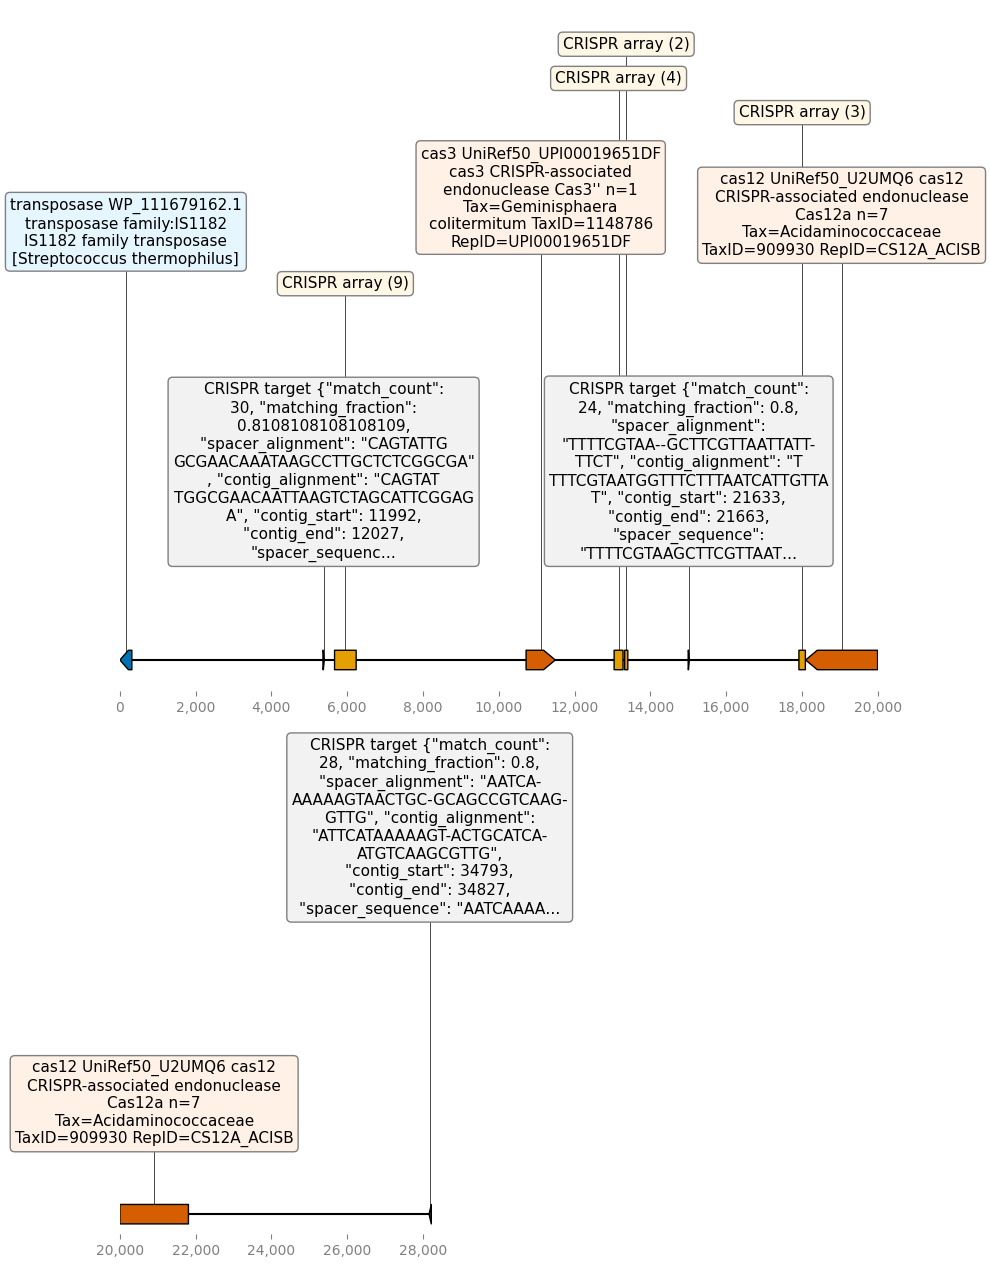 CRISPR array (2)
CRISPR array (4)
CRISPR array (3)
cas3 UniRef50_UPI00019651DF
cas3 CRISPR-associated
endonuclease Cas3'' n=1
Tax=Geminisphaera
colitermitum TaxID=1148786
RepID=UPI00019651DF
cas12 UniRef50_U2UMQ6 cas12
CRISPR-associated endonuclease
Cas12a n=7
Tax=Acidaminococcaceae
TaxID=909930 RepID=CS12A_ACISB
transposase WP_111679162.1
transposase family:IS1182
IS1182 family transposase
[Streptococcus thermophilus]
CRISPR array (9)
CRISPR target {"match_count":
30, "matching_fraction":
0.8108108108108109,
"spacer_alignment": "CAGTATTG
GCGAACAAATAAGCCTTGCTCTCGGCGA"
, "contig_alignment": "CAGTAT
TGGCGAACAATTAAGTCTAGCATTCGGAG
A", "contig_start": 11992,
"contig_end": 12027,
"spacer_sequenc...
CRISPR target {"match_count":
24, "matching_fraction": 0.8,
"spacer_alignment":
"TTTTCGTAA--GCTTCGTTAATTATT-
TTCT", "contig_alignment": "T
TTTCGTAATGGTTTCTTTAATCATTGTTA
T", "contig_start": 21633,
"contig_end": 21663,
"spacer_sequence":
"TTTTCGTAAGCTTCGTTAAT...
0 2,000 4,000 6,000 8,000 10,000 12,000 14,000 16,000 18,000 20,000
CRISPR target {"match_count":
28, "matching_fraction": 0.8,
"spacer_alignment": "AATCA-
AAAAAGTAACTGC-GCAGCCGTCAAG-
GTTG", "contig_alignment":
"ATTCATAAAAAGT-ACTGCATCA-
ATGTCAAGCGTTG",
"contig_start": 34793,
"contig_end": 34827,
"spacer_sequence": "AATCAAAA...
cas12 UniRef50_U2UMQ6 cas12
CRISPR-associated endonuclease
Cas12a n=7
Tax=Acidaminococcaceae
TaxID=909930 RepID=CS12A_ACISB
20,000 22,000 24,000 26,000 28,000